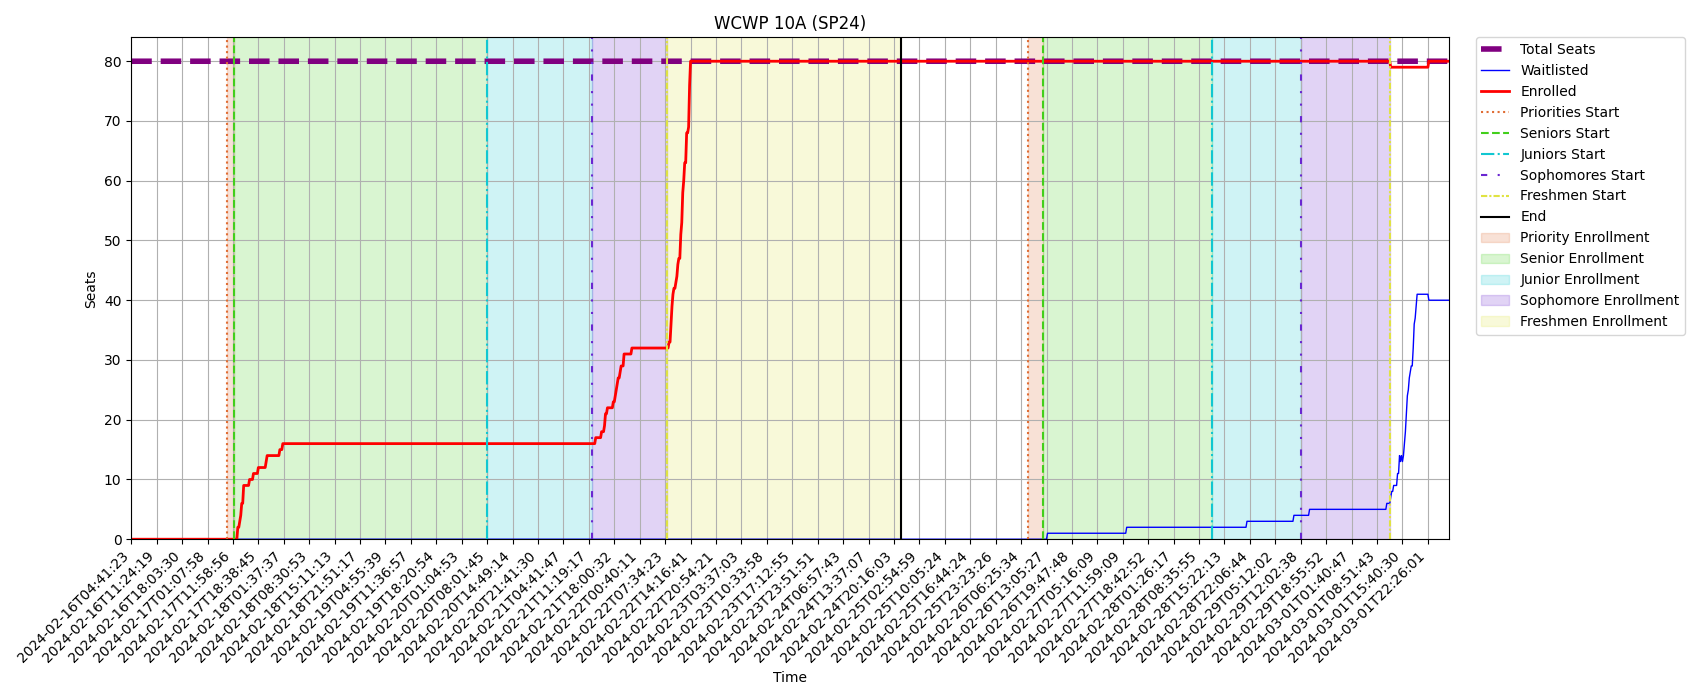 WCWP 10A (SP24)
Seats
80
70
60
50
40
30
20
10
0
2024-02-16T04:41:23
2024-02-16T11:24:19
2024-02-16T18:03:30
2024-02-17T01:07:58
2024-02-17T11:58:56
2024-02-17T18:38:45
2024-02-18T01:37:37
2024-02-18T08:30:53
2024-02-18T15:11:13
2024-02-18T21:51:17
2024-02-19T04:55:39
2024-02-19T11:36:57
2024-02-19T18:20:54
2024-02-20T01:04:53
2024-02-20T08:01:45
2024-02-20T14:49:14
2024-02-20T21:41:30
2024-02-21T04:41:47
2024-02-21T11:19:17
2024-02-21T18:00:32
2024-02-22T00:40:11
2024-02-22T07:34:23
2024-02-22T14:16:41
2024-02-22T20:54:21
2024-02-23T03:37:03
2024-02-23T10:33:58
2024-02-23T17:12:55
2024-02-23T23:51:51
2024-02-24T06:57:43
2024-02-24T13:37:07
2024-02-24T20:16:03
2024-02-25T02:54:59
2024-02-25T10:05:24
2024-02-25T16:44:24
2024-02-25T23:23:26
2024-02-26T06:25:34
2024-02-26T13:05:27
2024-02-26T19:47:48
2024-02-27T05:16:09
2024-02-27T11:59:09
2024-02-27T18:42:52
2024-02-28T01:26:17
2024-02-28T08:35:55
2024-02-28T15:22:13
2024-02-28T22:06:44
2024-02-29T05:12:02
2024-02-29T12:02:38
2024-02-29T18:55:52
2024-03-01T01:40:47
2024-03-01T08:51:43
2024-03-01T15:40:30
2024-03-01T22:26:01
Time
Total Seats
Waitlisted
Enrolled
Priorities Start
Seniors Start
Juniors Start
Sophomores Start
Freshmen Start
End
Priority Enrollment
Senior Enrollment
Junior Enrollment
Sophomore Enrollment
Freshmen Enrollment